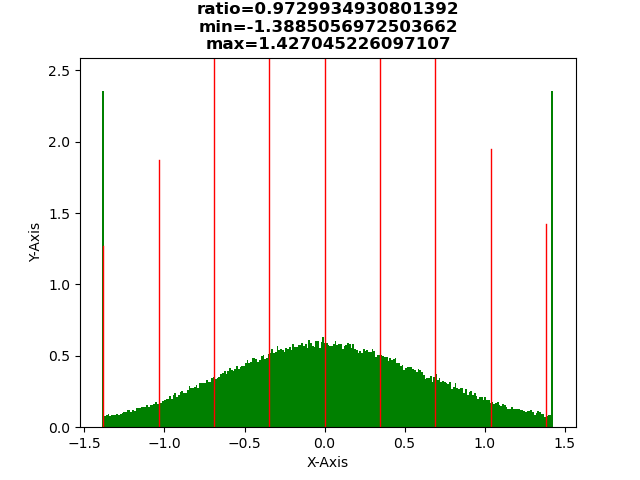 ratio=0.9729934930801392
min=-1.3885056972503662
max=1.427045226097107
2.5
2.0
1.5
1.0
0.5
0.0
Y-Axis
−1.5 −1.0 −0.5 0.0 0.5 1.0 1.5
X-Axis